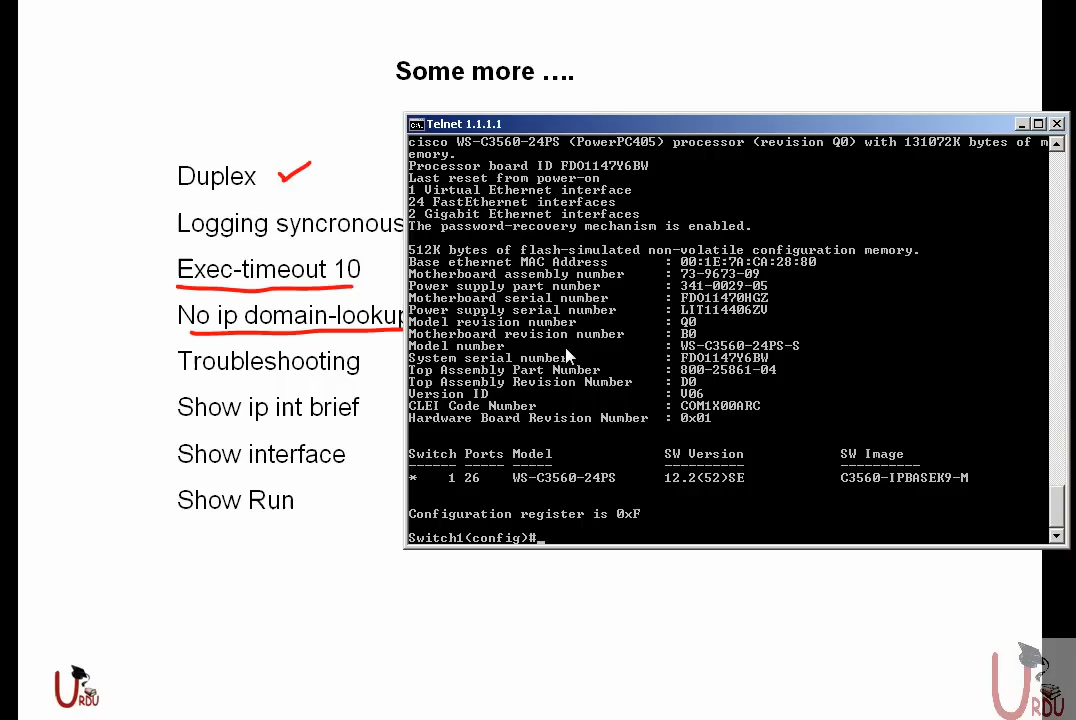 Some more ....
Duplex
Logging syncronous
Exec-timeout 10
No ip domain-lookup
Troubleshooting
Show ip int brief
Show interface
Show Run
Telnet 1.1.1.1
cisco WS-C3560-24PS (PowerPC405) processor (revision Q0) with 131072K bytes of m
emory.
Processor board ID FDO1147Y6BW
Last reset from power-on
1 Virtual Ethernet interface
24 FastEthernet interfaces
2 Gigabit Ethernet interfaces
The password-recovery mechanism is enabled.
512K bytes of flash-simulated non-volatile configuration memory.
Base ethernet MAC Address : 00:1E:7A:CA:28:80
Motherboard assembly number : 73-9673-09
Power supply part number : 341-0029-05
Motherboard serial number : FDO11470HGZ
Power supply serial number : LIT114406ZV
Model revision number : Q0
Motherboard revision number : B0
Model number : WS-C3560-24PS-S
System serial number : FDO1147Y6BW
Top Assembly Part Number : 800-25861-04
Top Assembly Revision Number : D0
Version ID : V06
CLEI Code Number : COM1X00ARC
Hardware Board Revision Number : 0x01
Switch Ports Model SW Version SW Image
------ ----- ----- ---------- ----------
* 1 26 WS-C3560-24PS 12.2(52)SE C3560-IPBASEK9-M
Configuration register is 0xF
Switch1(config)#_
URDU
URDU